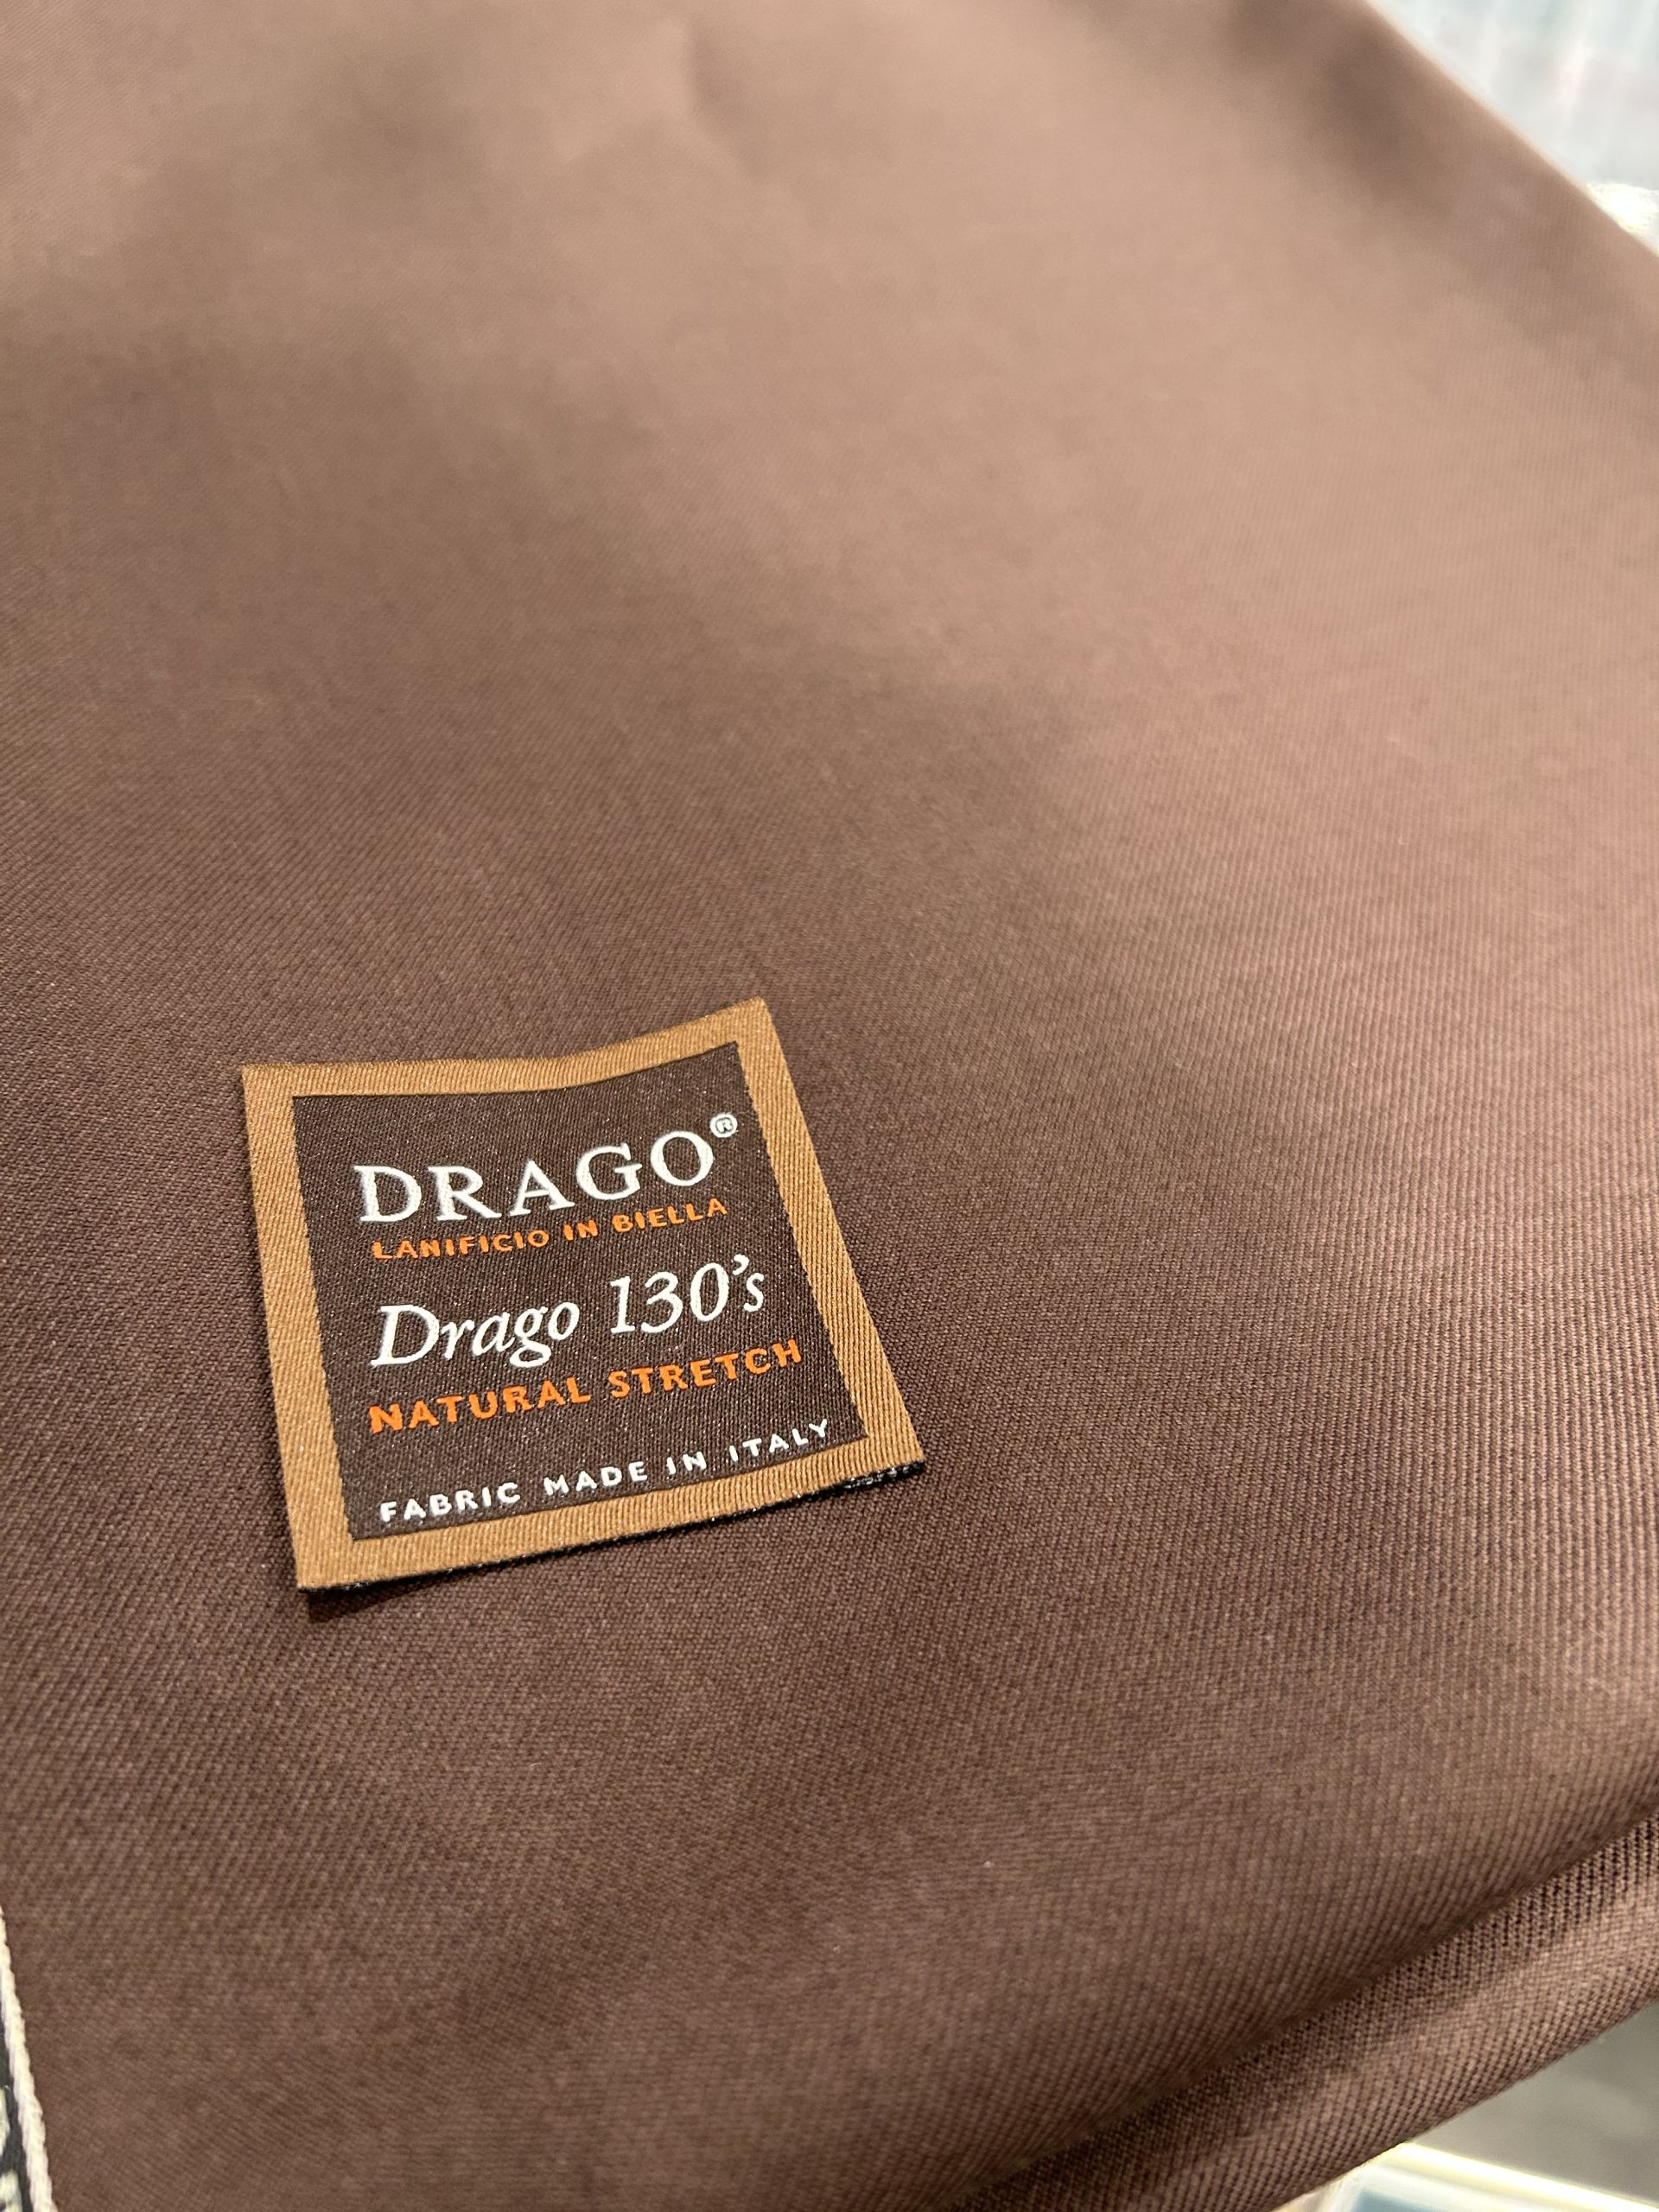 DRAGO®
LANIFICIO IN BIELLA
Drago 130's
NATURAL STRETCH
FABRIC MADE IN ITALY